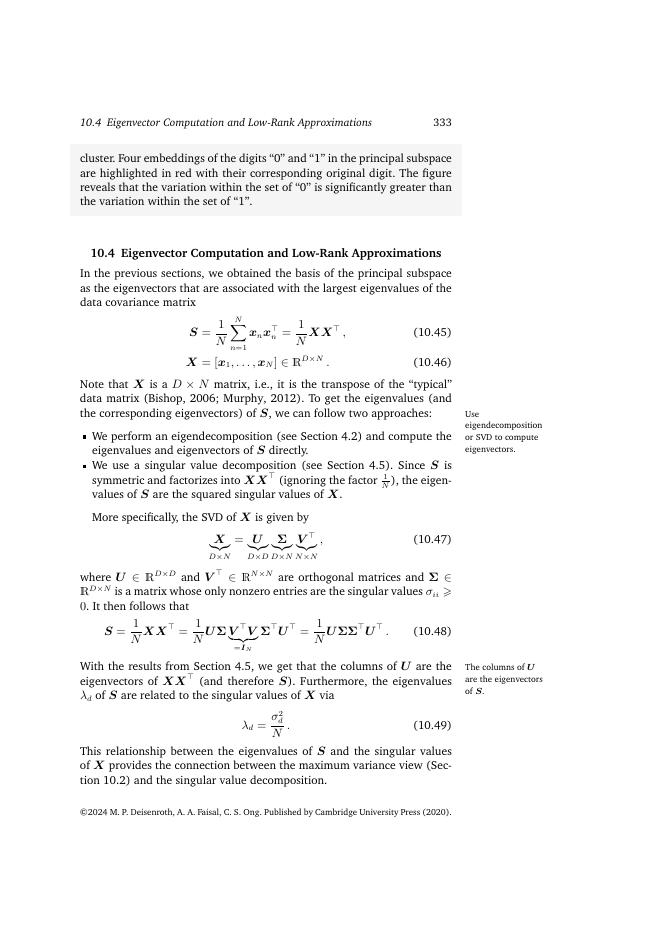 10.4 Eigenvector Computation and Low-Rank Approximations 333
cluster. Four embeddings of the digits “0” and “1” in the principal subspace
are highlighted in red with their corresponding original digit. The figure
reveals that the variation within the set of “0” is significantly greater than
the variation within the set of “1”.
10.4 Eigenvector Computation and Low-Rank Approximations
In the previous sections, we obtained the basis of the principal subspace
as the eigenvectors that are associated with the largest eigenvalues of the
data covariance matrix
S = \frac{1}{N} \sum_{n=1}^{N} x_n x_n^⊤ = \frac{1}{N} XX^⊤ , (10.45)
X = [x_1, . . . , x_N] ∈ ℝ^{D×N} . (10.46)
Note that X is a D × N matrix, i.e., it is the transpose of the “typical”
data matrix (Bishop, 2006; Murphy, 2012). To get the eigenvalues (and
the corresponding eigenvectors) of S, we can follow two approaches:
Use
eigendecomposition
or SVD to compute
eigenvectors.
▪ We perform an eigendecomposition (see Section 4.2) and compute the
eigenvalues and eigenvectors of S directly.
▪ We use a singular value decomposition (see Section 4.5). Since S is
symmetric and factorizes into XX^⊤ (ignoring the factor \frac{1}{N}), the eigen-
values of S are the squared singular values of X.
More specifically, the SVD of X is given by
\underbrace{X}_{D×N} = \underbrace{U}_{D×D} \underbrace{Σ}_{D×N} \underbrace{V^⊤}_{N×N} , (10.47)
where U ∈ ℝ^{D×D} and V^⊤ ∈ ℝ^{N×N} are orthogonal matrices and Σ ∈
ℝ^{D×N} is a matrix whose only nonzero entries are the singular values σ_{ii} ⩾
0. It then follows that
S = \frac{1}{N} XX^⊤ = \frac{1}{N} UΣ \underbrace{V^⊤V}_{=I_N} Σ^⊤U^⊤ = \frac{1}{N} UΣΣ^⊤U^⊤ . (10.48)
With the results from Section 4.5, we get that the columns of U are the
eigenvectors of XX^⊤ (and therefore S). Furthermore, the eigenvalues
λ_d of S are related to the singular values of X via
The columns of U
are the eigenvectors
of S.
λ_d = \frac{σ_d^2}{N} . (10.49)
This relationship between the eigenvalues of S and the singular values
of X provides the connection between the maximum variance view (Sec-
tion 10.2) and the singular value decomposition.
©2024 M. P. Deisenroth, A. A. Faisal, C. S. Ong. Published by Cambridge University Press (2020).